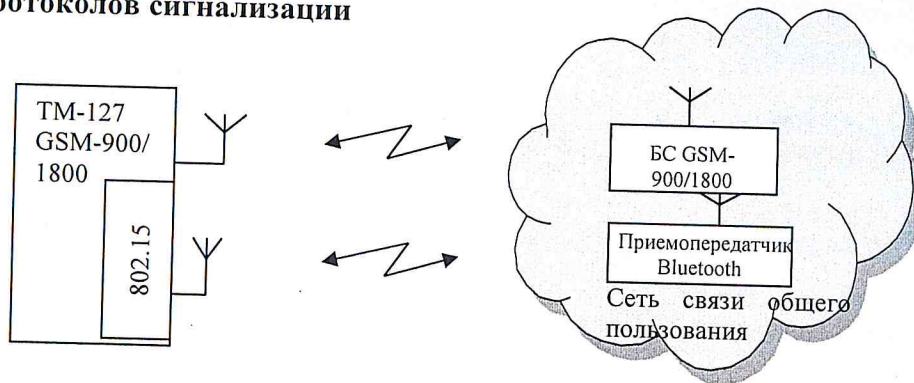 ротоколов сигнализации
ТМ-127
GSM-900/
1800
802.15
БС GSM-
900/1800
Приемопередатчик
Bluetooth
Сеть связи общего
пользования